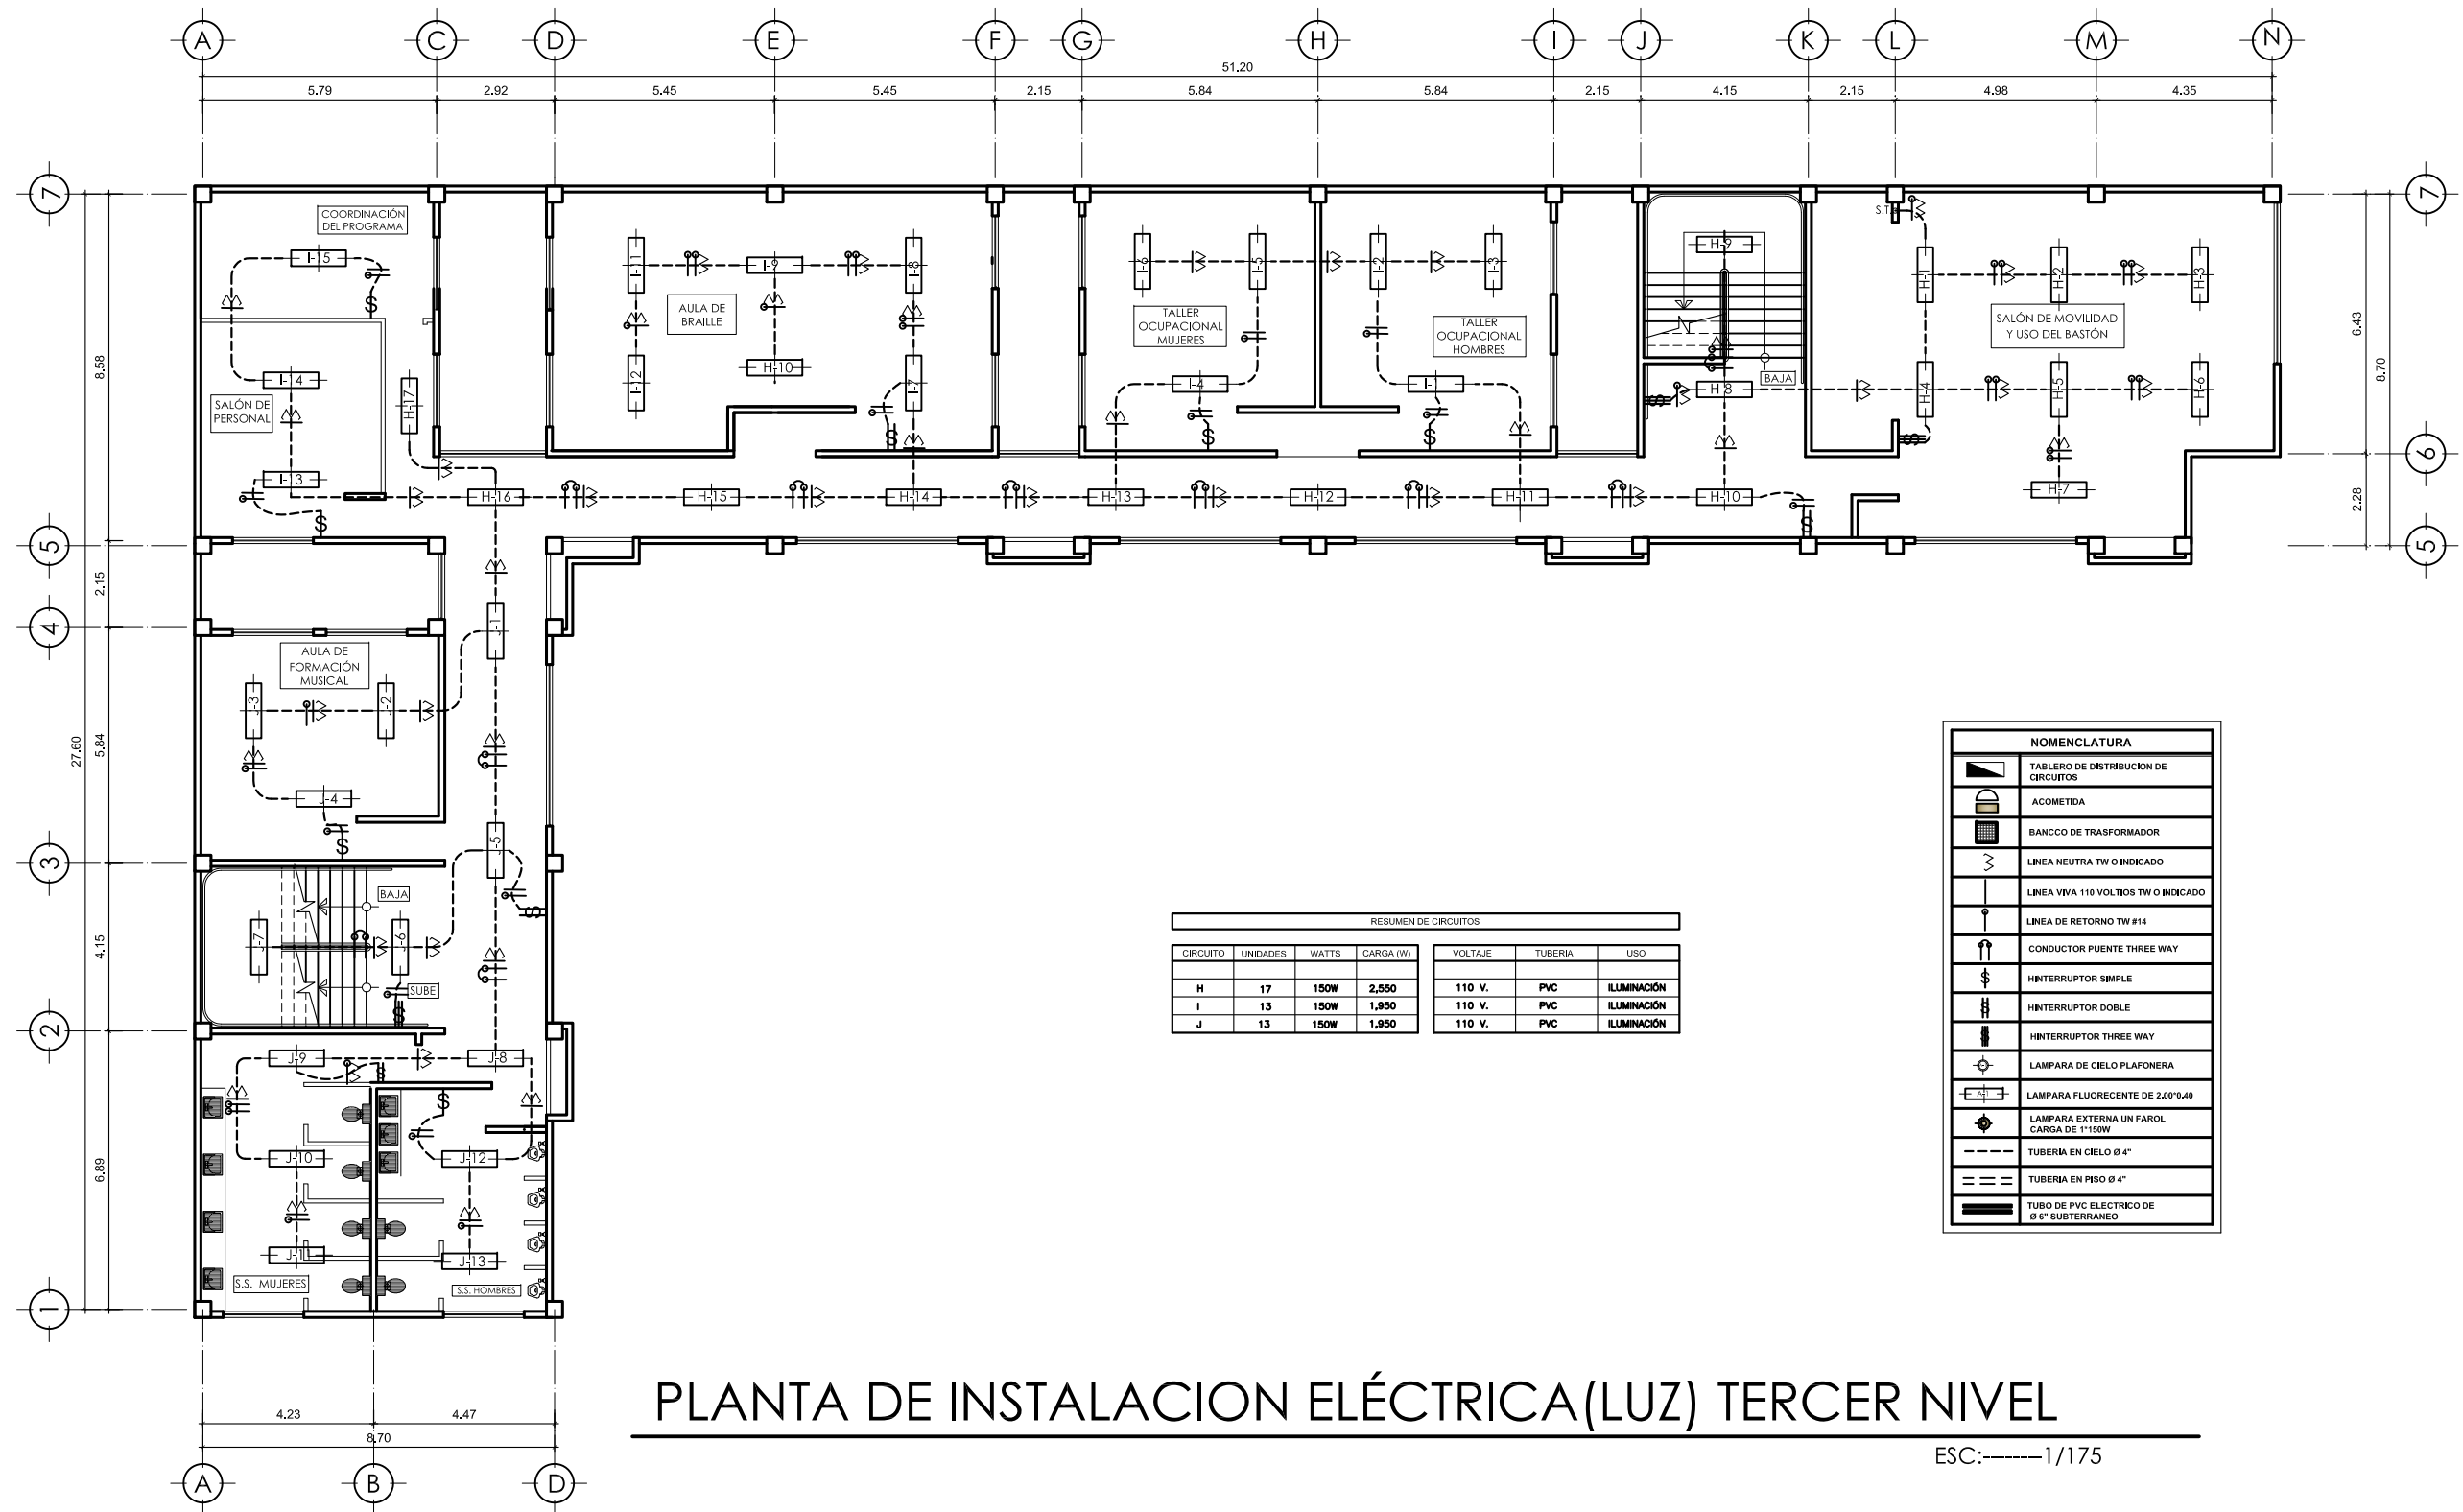 A C D E F G H I J K L M N
51.20
5.79 2.92 5.45 5.45 2.15 5.84 5.84 2.15 4.15 2.15 4.98 4.35
7
7
COORDINACIÓN
DEL PROGRAMA
S.T.
I-15
I-11
I-9
I-8
I-6
I-5
I-2
I-3
H-9
H-1
H-2
H-3
AULA DE
BRAILLE
TALLER
OCUPACIONAL
MUJERES
TALLER
OCUPACIONAL
HOMBRES
SALÓN DE MOVILIDAD
Y USO DEL BASTÓN
8.58
6.43
8.70
I-14
H-17
I-12
H-10
I-7
I-4
I-1
H-8
BAJA
H-4
H-5
H-6
SALÓN DE
PERSONAL
S
S
S
S
S
S
6
I-13
H-16
H-15
H-14
H-13
H-12
H-11
H-10
H-7
2.28
S
S
5
5
2.15
4
J-1
AULA DE
FORMACIÓN
MUSICAL
J-3
J-2
27.60
5.84
J-4
S
J-5
3
BAJA
S
J-7
J-6
4.15
SUBE
S
2
J-9
J-8
S
S
J-10
J-12
6.89
J-11
J-13
S.S. MUJERES
S.S. HOMBRES
1
4.23 4.47
8.70
A B D
RESUMEN DE CIRCUITOS
CIRCUITO UNIDADES WATTS CARGA (W) VOLTAJE TUBERIA USO
H 17 150W 2,550 110 V. PVC ILUMINACIÓN
I 13 150W 1,950 110 V. PVC ILUMINACIÓN
J 13 150W 1,950 110 V. PVC ILUMINACIÓN
NOMENCLATURA
TABLERO DE DISTRIBUCION DE
CIRCUITOS
ACOMETIDA
BANCCO DE TRASFORMADOR
LINEA NEUTRA TW O INDICADO
LINEA VIVA 110 VOLTIOS TW O INDICADO
LINEA DE RETORNO TW #14
CONDUCTOR PUENTE THREE WAY
S HINTERRUPTOR SIMPLE
HINTERRUPTOR DOBLE
HINTERRUPTOR THREE WAY
LAMPARA DE CIELO PLAFONERA
A-1 LAMPARA FLUORECENTE DE 2.00*0.40
LAMPARA EXTERNA UN FAROL
CARGA DE 1*150W
TUBERIA EN CIELO Ø 4"
TUBERIA EN PISO Ø 4"
TUBO DE PVC ELECTRICO DE
Ø 6" SUBTERRANEO
PLANTA DE INSTALACION ELÉCTRICA(LUZ) TERCER NIVEL
ESC:-------1/175